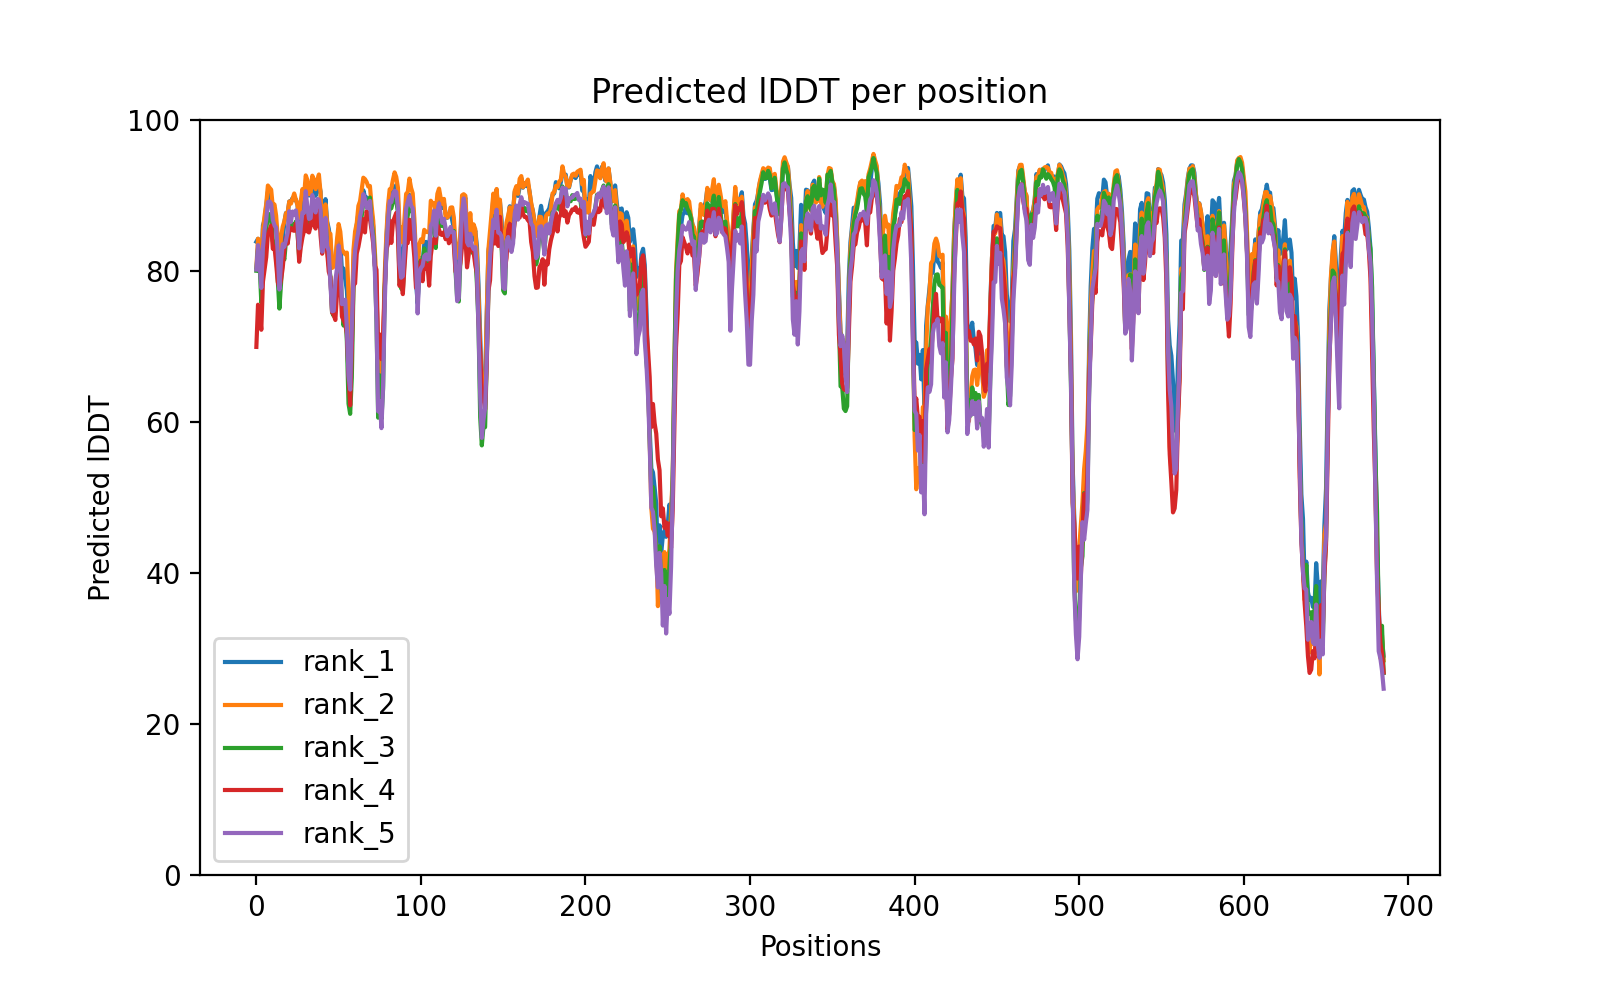 Predicted lDDT per position
Predicted lDDT
100
80
60
40
20
0
rank_1
rank_2
rank_3
rank_4
rank_5
0 100 200 300 400 500 600 700
Positions